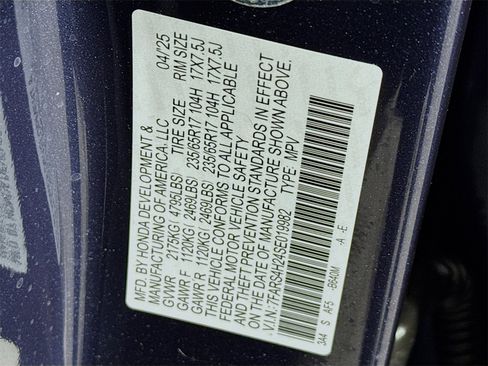 MFD.BY HONDA DEVELOPMENT & 04/'25
MANUFACTURING OF AMERICA, LLC
GVWR 2175KG( 4795LBS) TIRE SIZE RIM SIZE
GAWR F 1120KG( 2469LBS) 235/65R17 104H 17X7.5J
GAWR R 1120KG( 2469LBS) 235/65R17 104H 17X7.5J
THIS VEHICLE CONFORMS TO ALL APPLICABLE
FEDERAL MOTOR VEHICLE SAFETY
AND THEFT PREVENTION STANDARDS IN EFFECT
ON THE DATE OF MANUFACTURE SHOWN ABOVE.
V.I.N.: 7FARS4H24SE019982 TYPE MPV
3A4 S AF5 -B640M -A -E